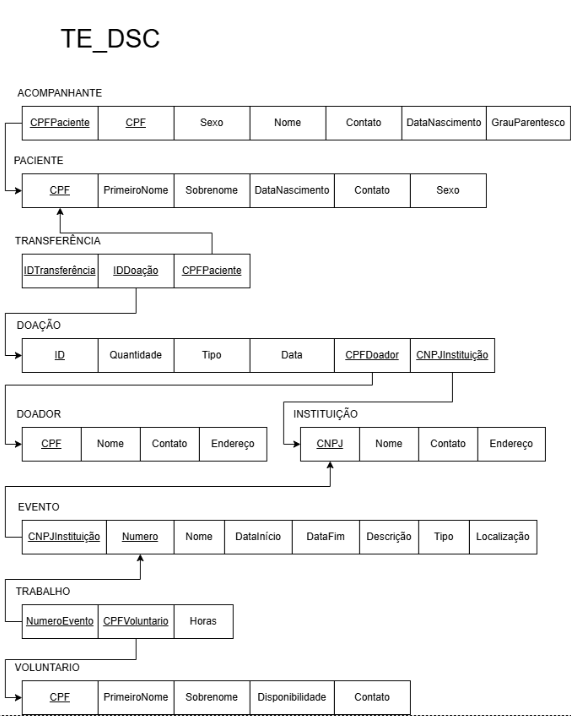 TE_DSC
ACOMPANHANTE
CPFPaciente CPF Sexo Nome Contato DataNascimento GrauParentesco
PACIENTE
CPF PrimeiroNome Sobrenome DataNascimento Contato Sexo
TRANSFERÊNCIA
IDTransferência IDDoação CPFPaciente
DOAÇÃO
ID Quantidade Tipo Data CPFDoador CNPJInstituição
DOADOR INSTITUIÇÃO
CPF Nome Contato Endereço CNPJ Nome Contato Endereço
EVENTO
CNPJInstituição Numero Nome DataInício DataFim Descrição Tipo Localização
TRABALHO
NumeroEvento CPFVoluntario Horas
VOLUNTARIO
CPF PrimeiroNome Sobrenome Disponibilidade Contato